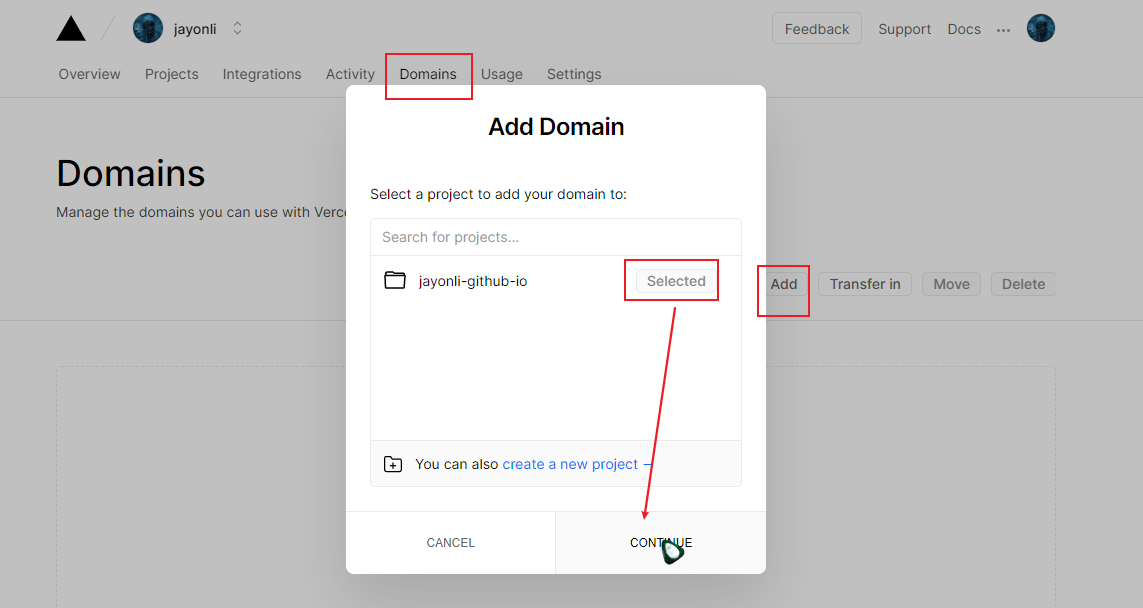 jayonli
Feedback Support Docs ...
Overview Projects Integrations Activity Domains Usage Settings
Add Domain
Domains
Select a project to add your domain to:
Manage the domains you can use with
Search for projects...
jayonli-github-io Selected
Add Transfer in Move Delete
You can also create a new project
CANCEL CONTINUE